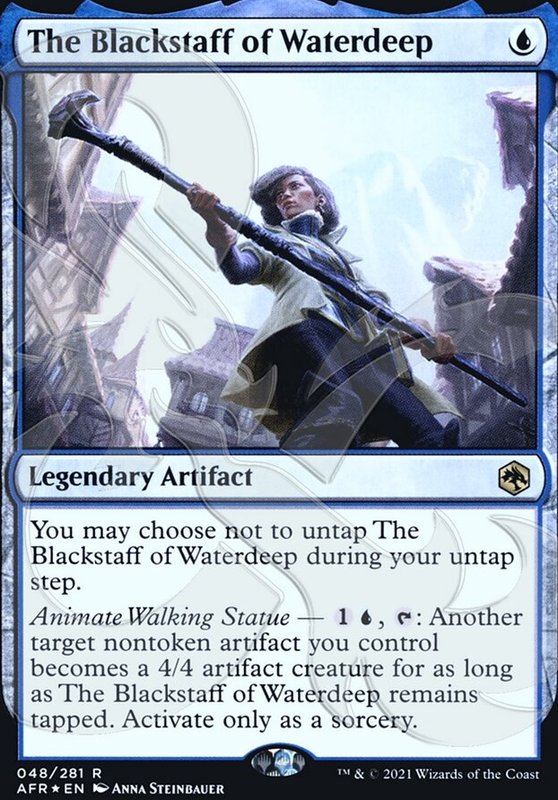 The Blackstaff of Waterdeep
Legendary Artifact
You may choose not to untap The
Blackstaff of Waterdeep during your untap
step.
Animate Walking Statue — 1, : Another
target nontoken artifact you control
becomes a 4/4 artifact creature for as long
as The Blackstaff of Waterdeep remains
tapped. Activate only as a sorcery.
048/281 R
AFR★EN ANNA STEINBAUER
™ & © 2021 Wizards of the Coast